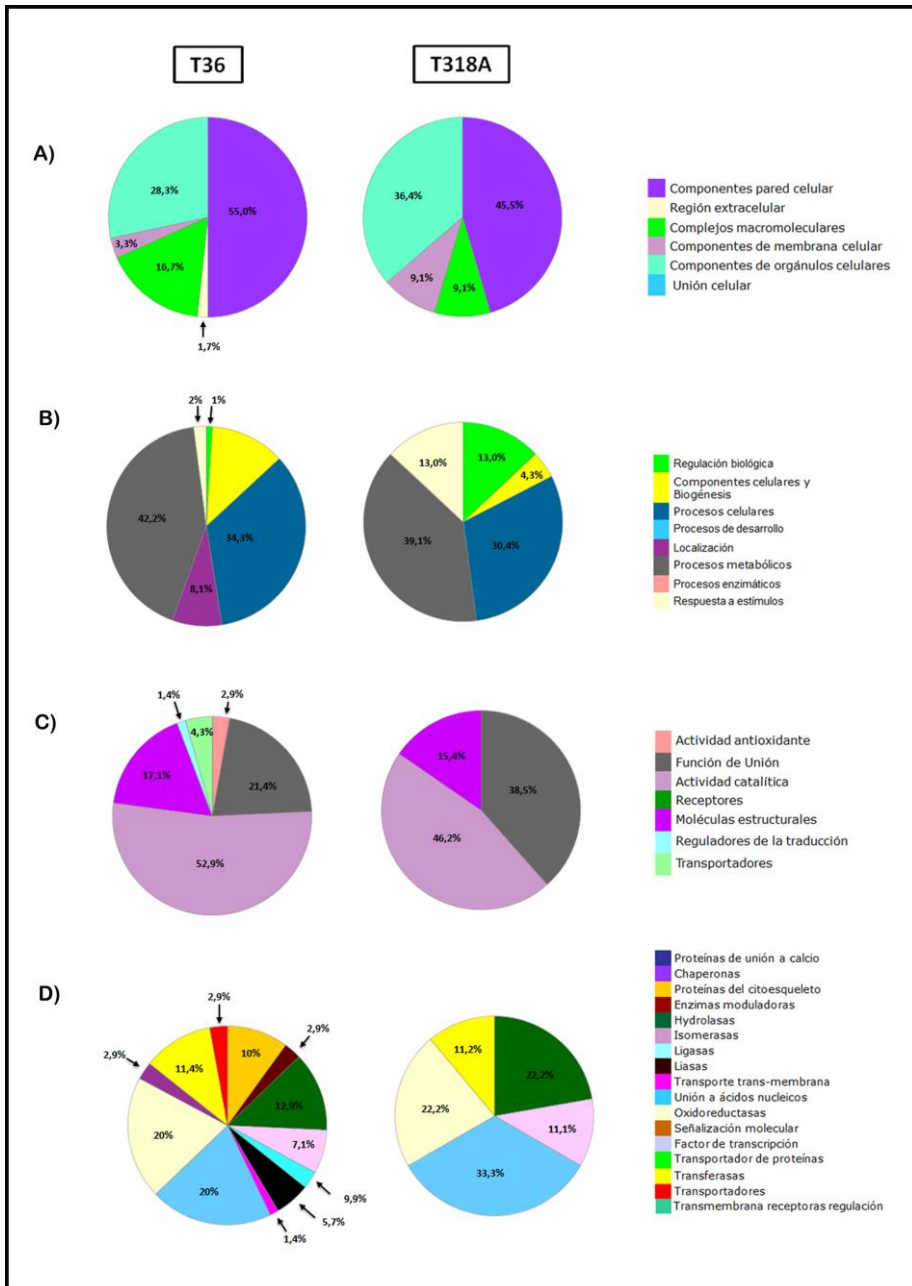 T36
T318A
A)
28,3%
55,0%
3,3%
16,7%
1,7%
36,4%
45,5%
9,1%
9,1%
Componentes pared celular
Región extracelular
Complejos macromoleculares
Componentes de membrana celular
Componentes de orgánulos celulares
Unión celular
B)
2%
1%
42,2%
34,3%
8,1%
13,0%
13,0%
4,3%
39,1%
30,4%
Regulación biológica
Componentes celulares y
Biogénesis
Procesos celulares
Procesos de desarrollo
Localización
Procesos metabólicos
Procesos enzimáticos
Respuesta a estímulos
C)
1,4%
2,9%
4,3%
17,1%
21,4%
52,9%
15,4%
38,5%
46,2%
Actividad antioxidante
Función de Unión
Actividad catalítica
Receptores
Moléculas estructurales
Reguladores de la traducción
Transportadores
D)
2,9%
2,9%
2,9%
11,4%
10%
12,9%
20%
7,1%
20%
9,9%
5,7%
1,4%
11,2%
22,2%
22,2%
11,1%
33,3%
Proteínas de unión a calcio
Chaperonas
Proteínas del citoesqueleto
Enzimas moduladoras
Hydrolasas
Isomerasas
Ligasas
Liasas
Transporte trans-membrana
Unión a ácidos nucleicos
Oxidoreductasas
Señalización molecular
Factor de transcripción
Transportador de proteínas
Transferasas
Transportadores
Transmembrana receptoras regulación